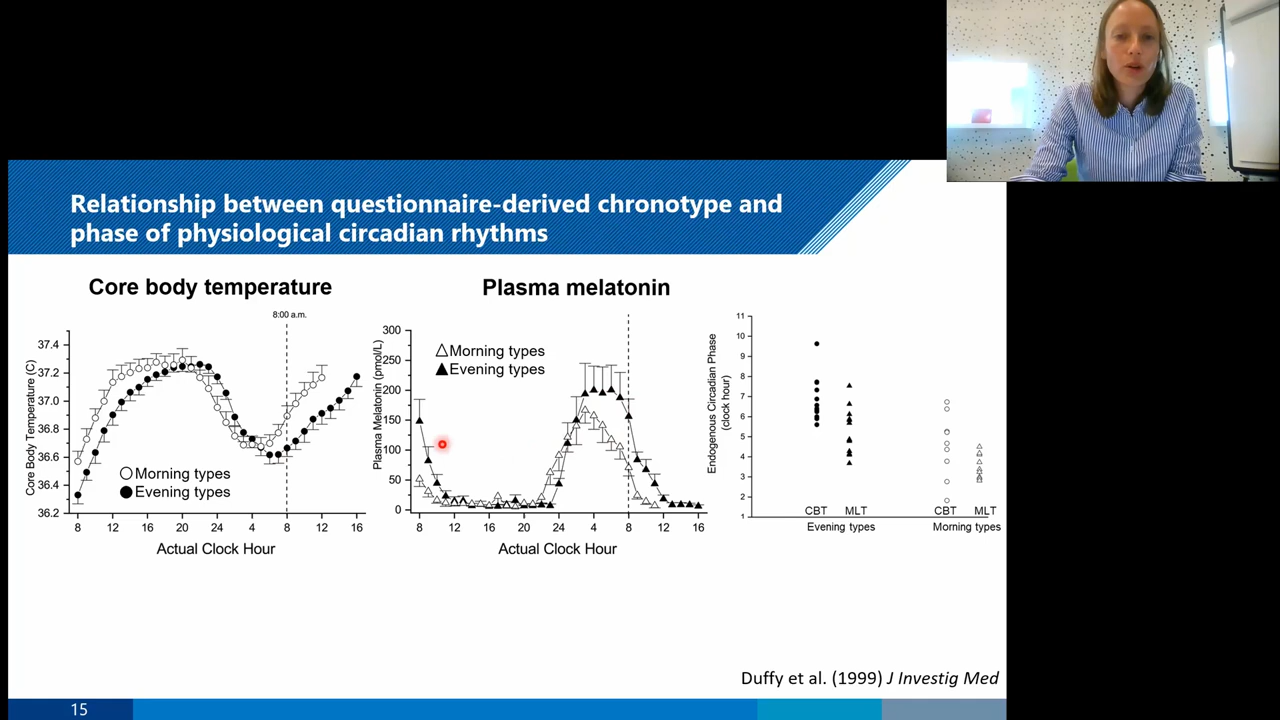 Relationship between questionnaire-derived chronotype and
phase of physiological circadian rhythms
Core body temperature
8:00 a.m.
Core Body Temperature (C)
37.4
37.2
37.0
36.8
36.6
36.4
36.2
Morning types
Evening types
8 12 16 20 24 4 8 12 16
Actual Clock Hour
Plasma melatonin
Plasma Melatonin (pmol/L)
300
250
200
150
100
50
0
Morning types
Evening types
8 12 16 20 24 4 8 12 16
Actual Clock Hour
Endogenous Circadian Phase
(clock hour)
11
10
9
8
7
6
5
4
3
2
1
CBT MLT CBT MLT
Evening types Morning types
Duffy et al. (1999) J Investig Med
15